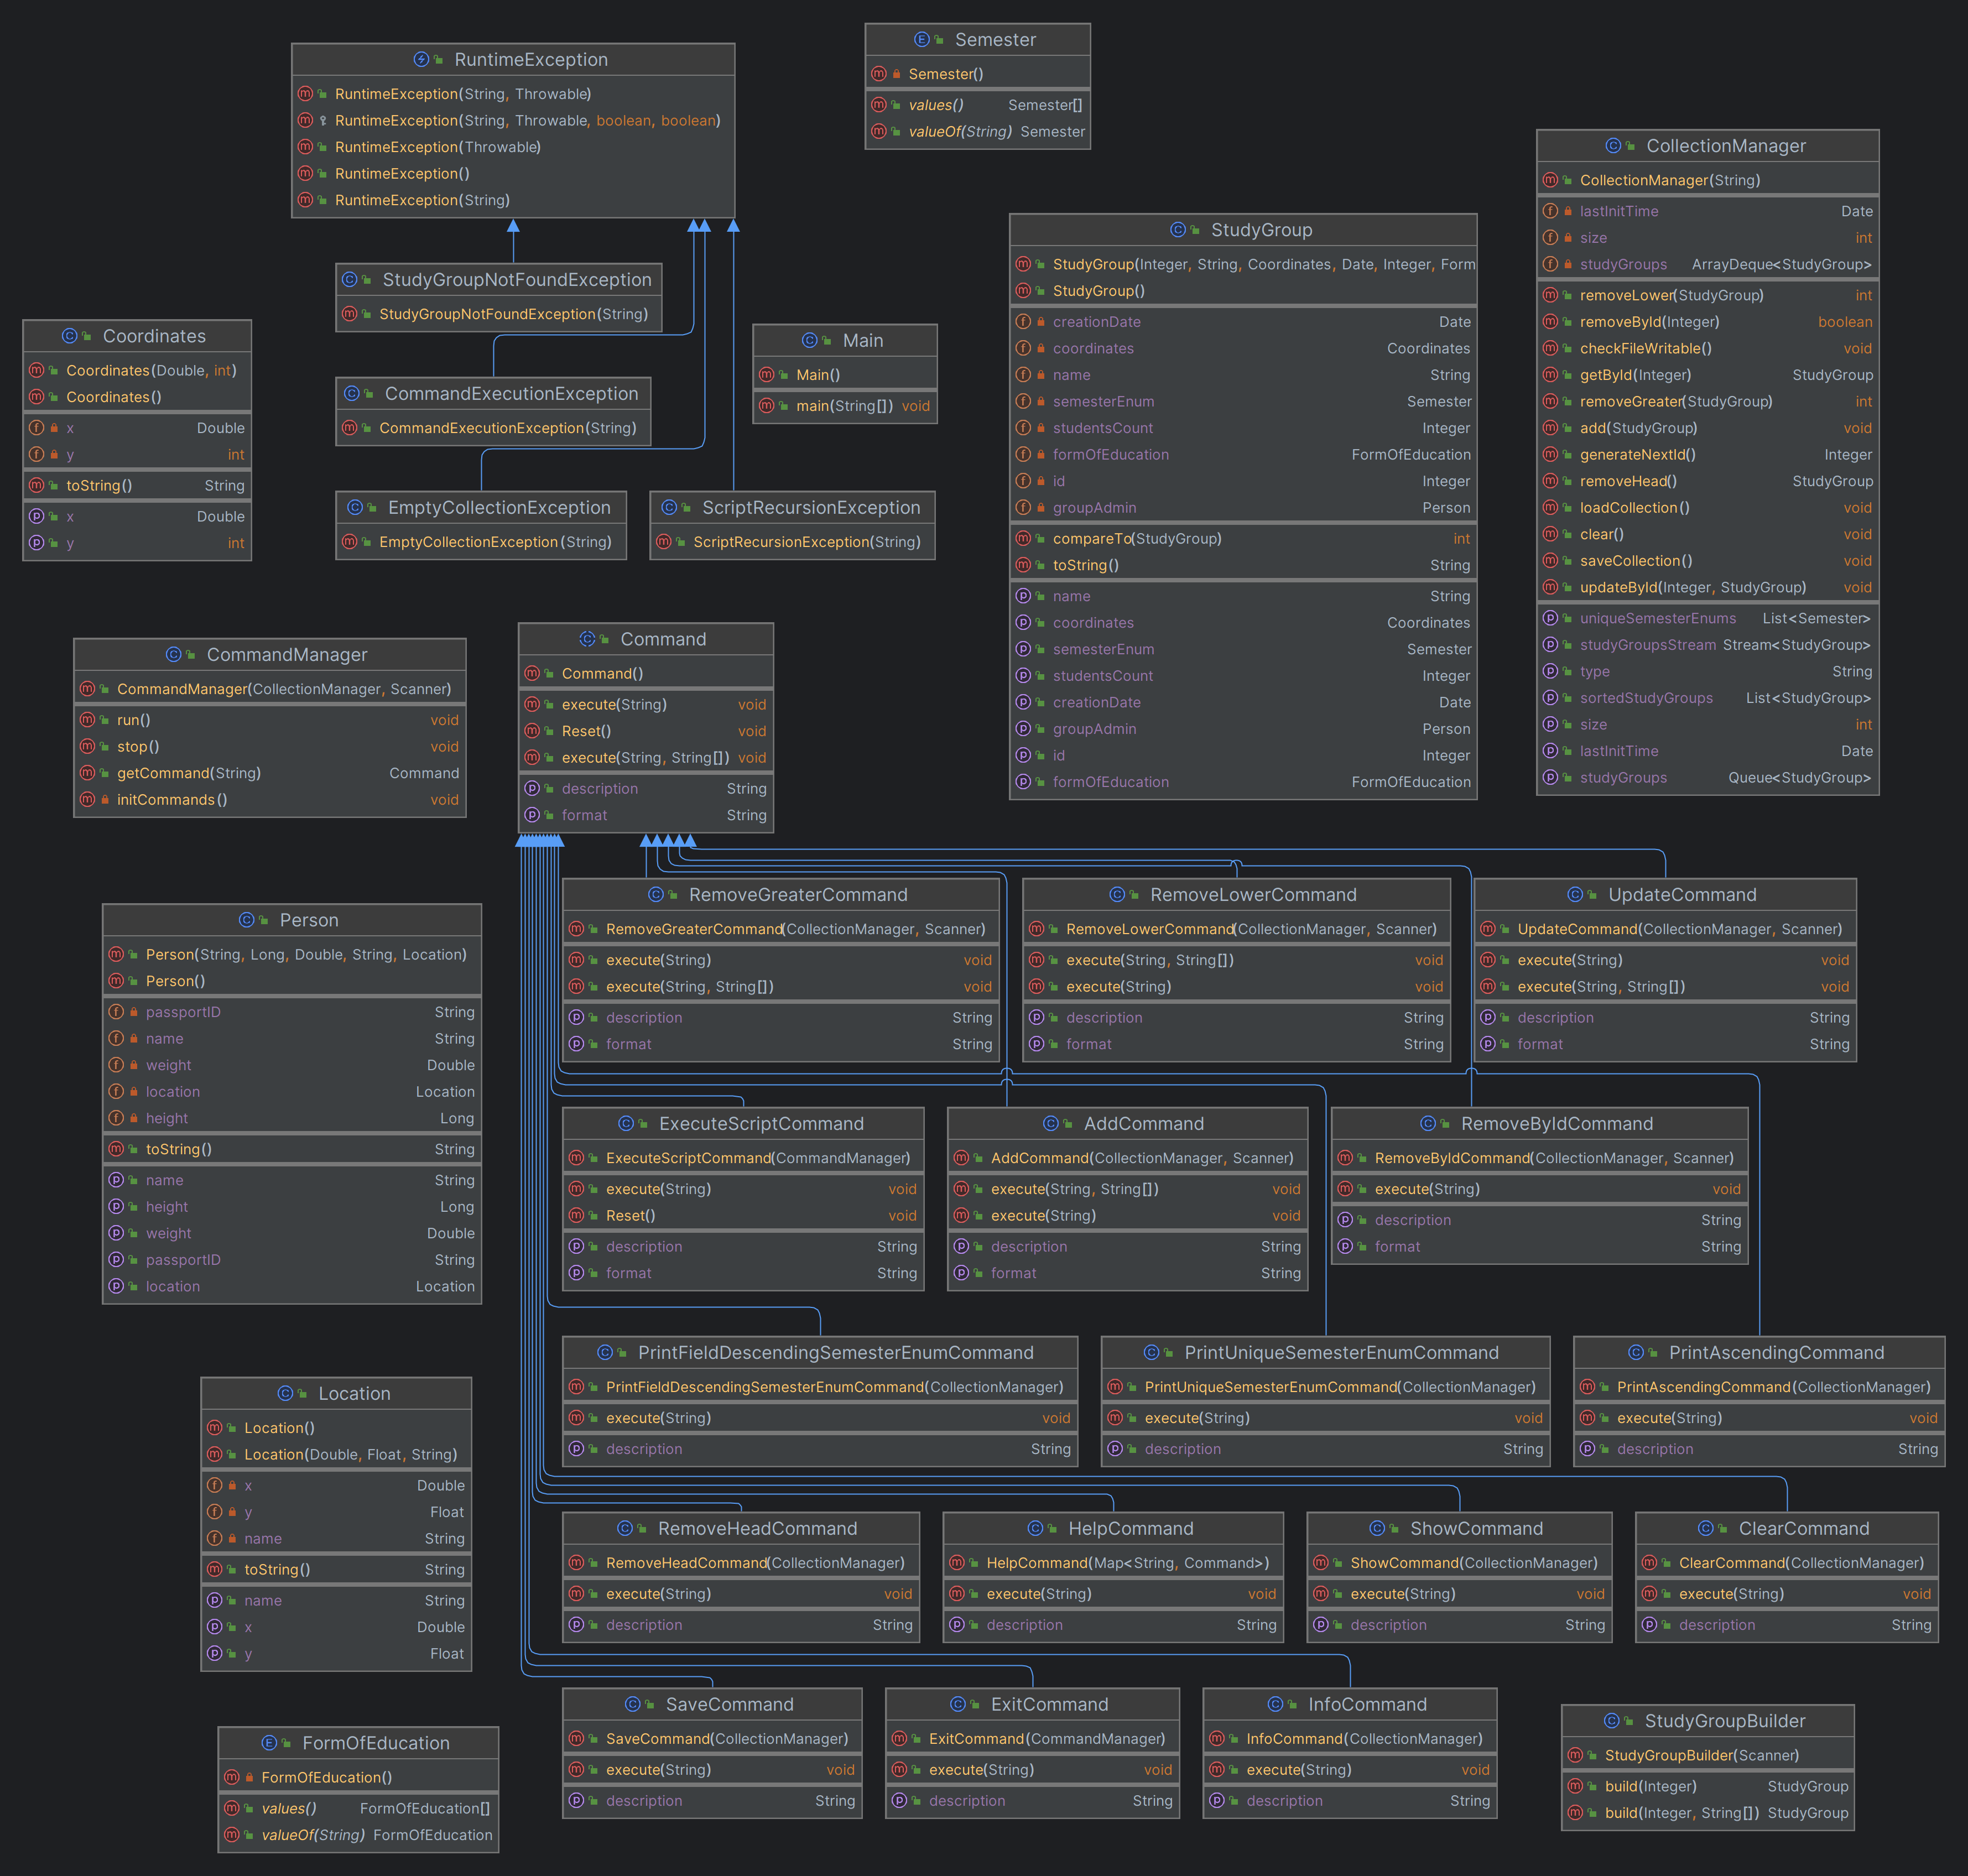 RuntimeException
RuntimeException(String, Throwable)
RuntimeException(String, Throwable, boolean, boolean)
RuntimeException(Throwable)
RuntimeException()
RuntimeException(String)
Semester
Semester()
values() Semester[]
valueOf(String) Semester
CollectionManager
CollectionManager(String)
lastInitTime Date
size int
studyGroups ArrayDeque<StudyGroup>
removeLower(StudyGroup) int
removeById(Integer) boolean
checkFileWritable() void
getById(Integer) StudyGroup
removeGreater(StudyGroup) int
add(StudyGroup) void
generateNextId() Integer
removeHead() StudyGroup
loadCollection() void
clear() void
saveCollection() void
updateById(Integer, StudyGroup) void
uniqueSemesterEnums List<Semester>
studyGroupsStream Stream<StudyGroup>
type String
sortedStudyGroups List<StudyGroup>
size int
lastInitTime Date
studyGroups Queue<StudyGroup>
StudyGroup
StudyGroup(Integer, String, Coordinates, Date, Integer, Form
StudyGroup()
creationDate Date
coordinates Coordinates
name String
semesterEnum Semester
studentsCount Integer
formOfEducation FormOfEducation
id Integer
groupAdmin Person
compareTo(StudyGroup) int
toString() String
name String
coordinates Coordinates
semesterEnum Semester
studentsCount Integer
creationDate Date
groupAdmin Person
id Integer
formOfEducation FormOfEducation
StudyGroupNotFoundException
StudyGroupNotFoundException(String)
Coordinates
Coordinates(Double, int)
Coordinates()
x Double
y int
toString() String
x Double
y int
Main
Main()
main(String[]) void
CommandExecutionException
CommandExecutionException(String)
EmptyCollectionException
EmptyCollectionException(String)
ScriptRecursionException
ScriptRecursionException(String)
CommandManager
CommandManager(CollectionManager, Scanner)
run() void
stop() void
getCommand(String) Command
initCommands() void
Command
Command()
execute(String) void
Reset() void
execute(String, String[]) void
description String
format String
RemoveGreaterCommand
RemoveGreaterCommand(CollectionManager, Scanner)
execute(String) void
execute(String, String[]) void
description String
format String
RemoveLowerCommand
RemoveLowerCommand(CollectionManager, Scanner)
execute(String, String[]) void
execute(String) void
description String
format String
UpdateCommand
UpdateCommand(CollectionManager, Scanner)
execute(String) void
execute(String, String[]) void
description String
format String
Person
Person(String, Long, Double, String, Location)
Person()
passportID String
name String
weight Double
location Location
height Long
toString() String
name String
height Long
weight Double
passportID String
location Location
ExecuteScriptCommand
ExecuteScriptCommand(CommandManager)
execute(String) void
Reset() void
description String
format String
AddCommand
AddCommand(CollectionManager, Scanner)
execute(String, String[]) void
execute(String) void
description String
format String
RemoveByIdCommand
RemoveByIdCommand(CollectionManager, Scanner)
execute(String) void
description String
format String
PrintFieldDescendingSemesterEnumCommand
PrintFieldDescendingSemesterEnumCommand(CollectionManager)
execute(String) void
description String
PrintUniqueSemesterEnumCommand
PrintUniqueSemesterEnumCommand(CollectionManager)
execute(String) void
description String
PrintAscendingCommand
PrintAscendingCommand(CollectionManager)
execute(String) void
description String
Location
Location()
Location(Double, Float, String)
x Double
y Float
name String
toString() String
name String
x Double
y Float
RemoveHeadCommand
RemoveHeadCommand(CollectionManager)
execute(String) void
description String
HelpCommand
HelpCommand(Map<String, Command>)
execute(String) void
description String
ShowCommand
ShowCommand(CollectionManager)
execute(String) void
description String
ClearCommand
ClearCommand(CollectionManager)
execute(String) void
description String
SaveCommand
SaveCommand(CollectionManager)
execute(String) void
description String
ExitCommand
ExitCommand(CommandManager)
execute(String) void
description String
InfoCommand
InfoCommand(CollectionManager)
execute(String) void
description String
StudyGroupBuilder
StudyGroupBuilder(Scanner)
build(Integer) StudyGroup
build(Integer, String[]) StudyGroup
FormOfEducation
FormOfEducation()
values() FormOfEducation[]
valueOf(String) FormOfEducation